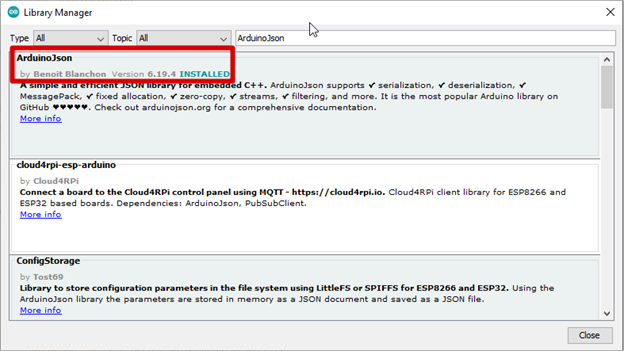 Library Manager
Type All Topic All ArduinoJson
ArduinoJson
by Benoit Blanchon Version 6.19.4 INSTALLED
A simple and efficient JSON library for embedded C++. ArduinoJson supports ✔ serialization, ✔ deserialization, ✔
MessagePack, ✔ fixed allocation, ✔ zero-copy, ✔ streams, ✔ filtering, and more. It is the most popular Arduino library on
GitHub ♥♥♥♥♥. Check out arduinojson.org for a comprehensive documentation.
More info
cloud4rpi-esp-arduino
by Cloud4RPi
Connect a board to the Cloud4RPi control panel using MQTT - https://cloud4rpi.io. Cloud4RPi client library for ESP8266 and
ESP32 based boards. Dependencies: ArduinoJson, PubSubClient.
More info
ConfigStorage
by Tost69
Library to store configuration parameters in the file system using LittleFS or SPIFFS for ESP8266 and ESP32. Using the
ArduinoJson library the parameters are stored in memory as a JSON document and saved as a JSON file.
More info
Close